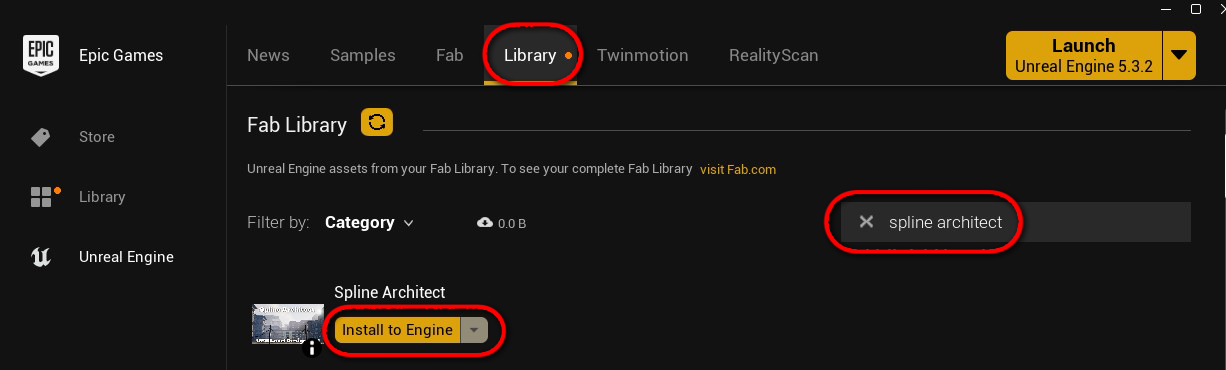 EPIC GAMES
Epic Games
News Samples Fab Library Twinmotion RealityScan
Launch
Unreal Engine 5.3.2
Store
Library
Unreal Engine
Fab Library
Unreal Engine assets from your Fab Library. To see your complete Fab Library visit Fab.com
Filter by: Category 0.0 B spline architect
Spline Architect
Install to Engine